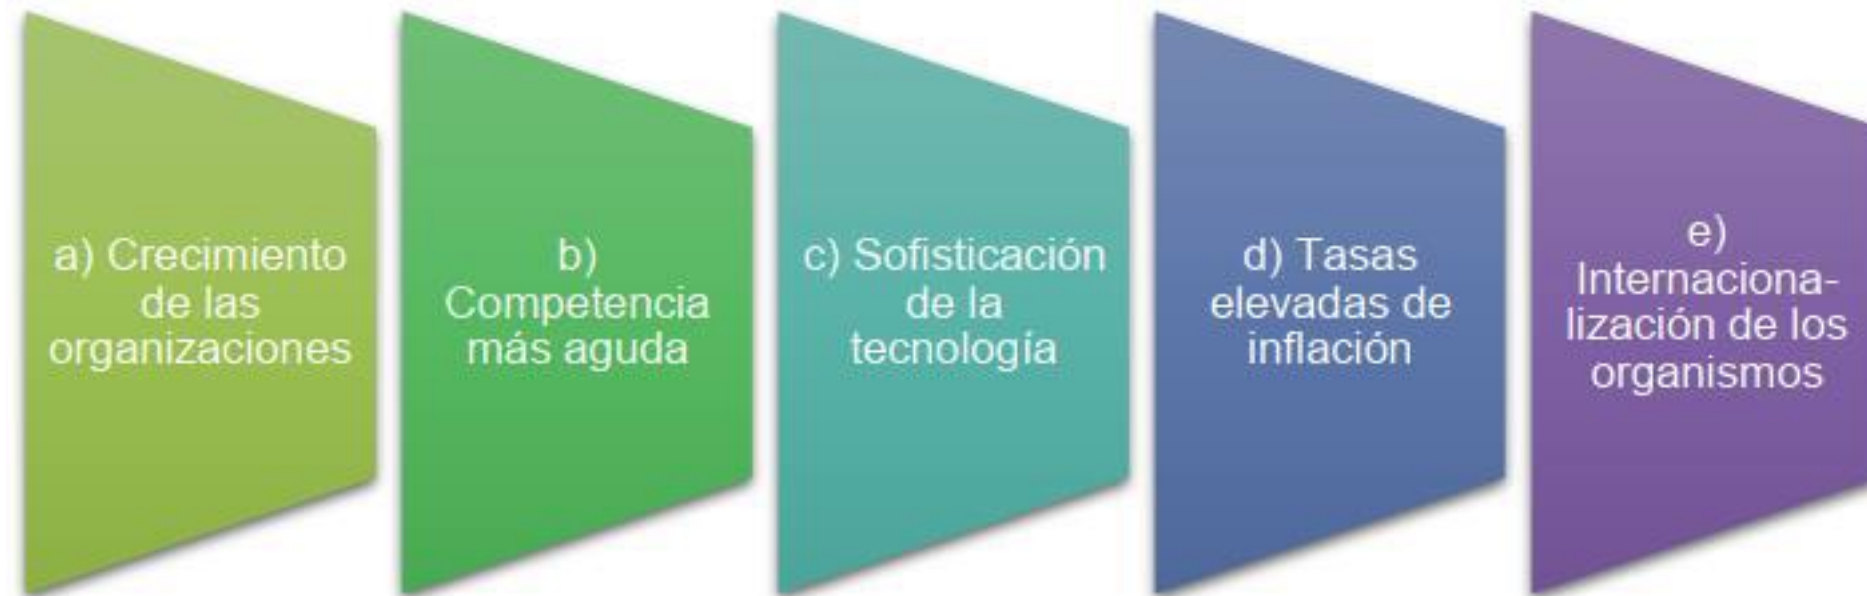 a) Crecimiento
de las
organizaciones
b)
Competencia
más aguda
c) Sofisticación
de la
tecnología
d) Tasas
elevadas de
inflación
e)
Internaciona-
lización de los
organismos